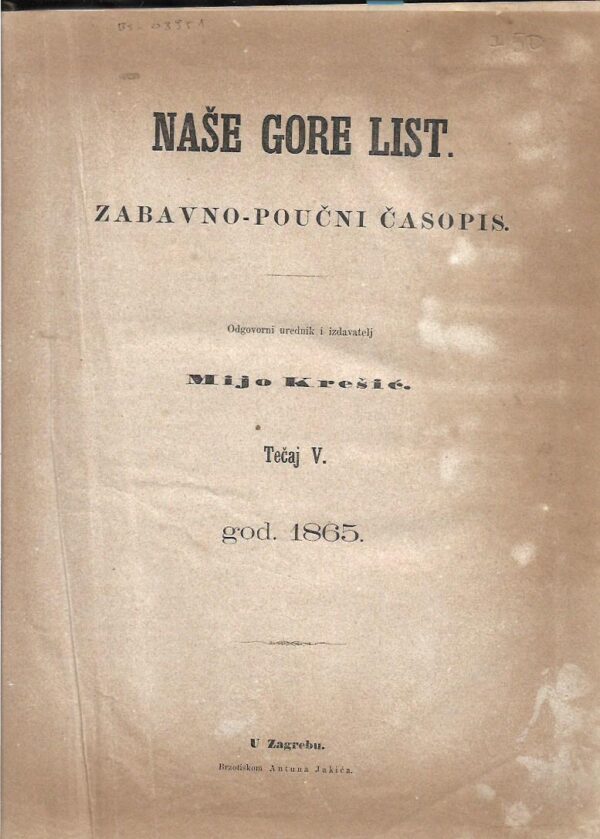 NAŠE GORE LIST.
ZABAVNO-POUČNI ČASOPIS.
Odgovorni urednik i izdavatelj
Mijo Krešić.
Tečaj V.
god. 1865.
U Zagrebu.
Brzotiskom Antuna Jakića.